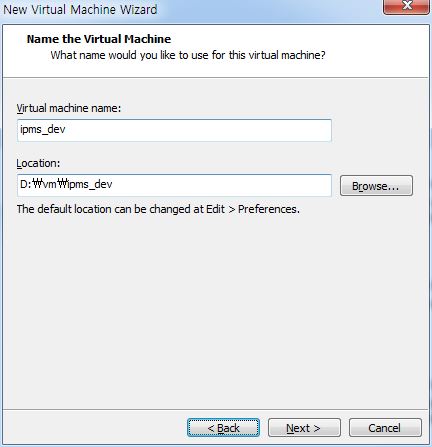 New Virtual Machine Wizard
Name the Virtual Machine
What name would you like to use for this virtual machine?
Virtual machine name:
ipms_dev
Location:
D:₩vm₩ipms_dev
Browse...
The default location can be changed at Edit > Preferences.
< Back
Next >
Cancel